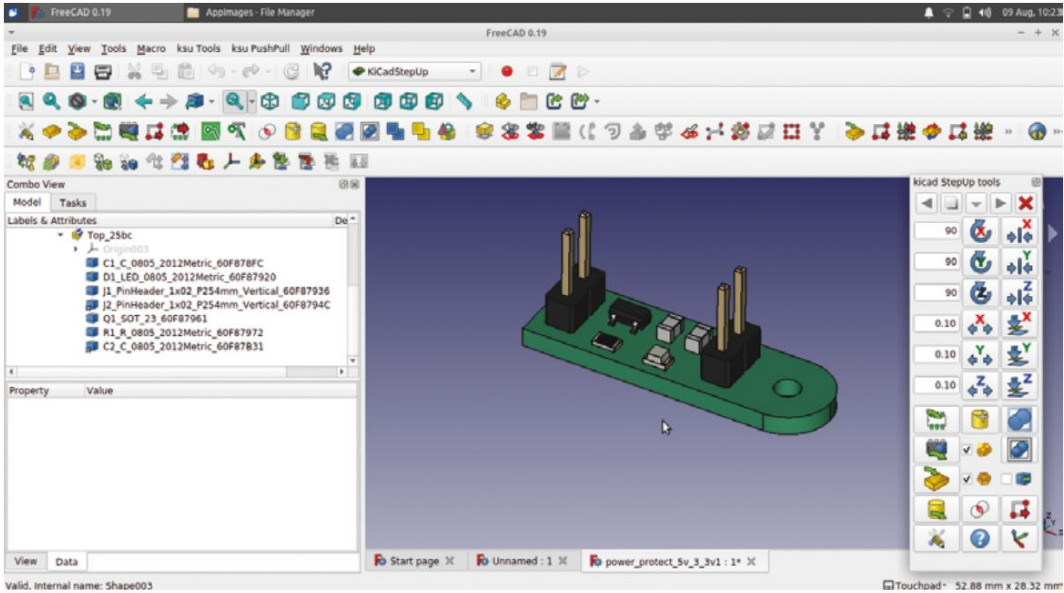 FreeCAD 0.19
AppImages - File Manager
09 Aug, 10:23
FreeCAD 0.19
File Edit View Tools Macro ksu Tools ksu PushPull Windows Help
KiCadStepUp
Combo View
Model Tasks
Labels & Attributes
Top_25bc
Origin003
C1_C_0805_2012Metric_60F878FC
D1_LED_0805_2012Metric_60F87920
J1_PinHeader_1x02_P254mm_Vertical_60F87936
J2_PinHeader_1x02_P254mm_Vertical_60F8794C
Q1_SOT_23_60F87961
R1_R_0805_2012Metric_60F87972
C2_C_0805_2012Metric_60F87B31
Property Value
View Data
Start page
Unnamed : 1
power_protect_5v_3_3v1 : 1*
kicad StepUp tools
90 X X
90 Y Y
90 Z Z
0.10 X X
0.10 Y Y
0.10 Z Z
Valid, Internal name: Shape003
Touchpad 52.88 mm x 28.32 mm